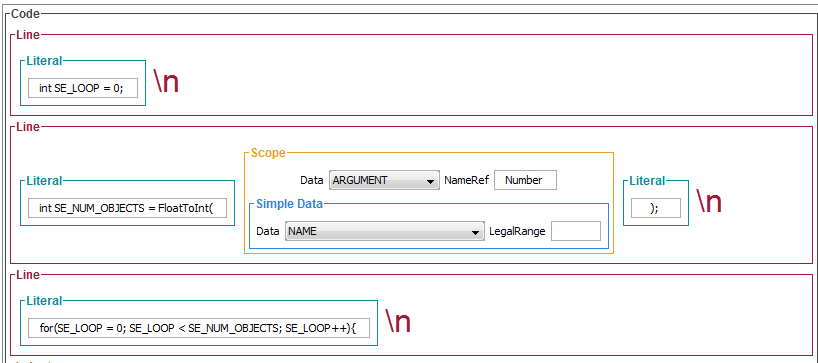 Code
Line
Literal
int SE_LOOP = 0;
\n
Line
Scope
Data ARGUMENT NameRef Number
Literal
int SE_NUM_OBJECTS = FloatToInt(
Simple Data
Data NAME LegalRange
Literal
);
\n
Line
Literal
for(SE_LOOP = 0; SE_LOOP < SE_NUM_OBJECTS; SE_LOOP++){
\n